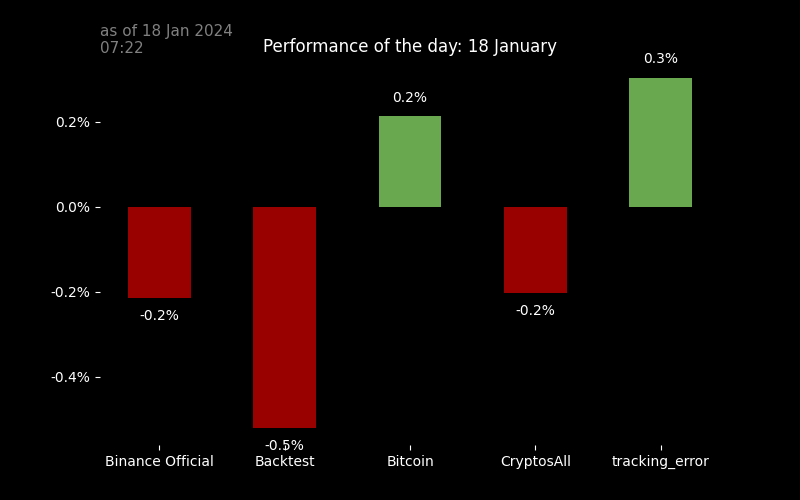 as of 18 Jan 2024
07:22
Performance of the day: 18 January
0.3%
0.2%
0.2%
0.0%
-0.2%
-0.2%
-0.2%
-0.4%
-0.5%
Binance Official
Backtest
Bitcoin
CryptosAll
tracking_error